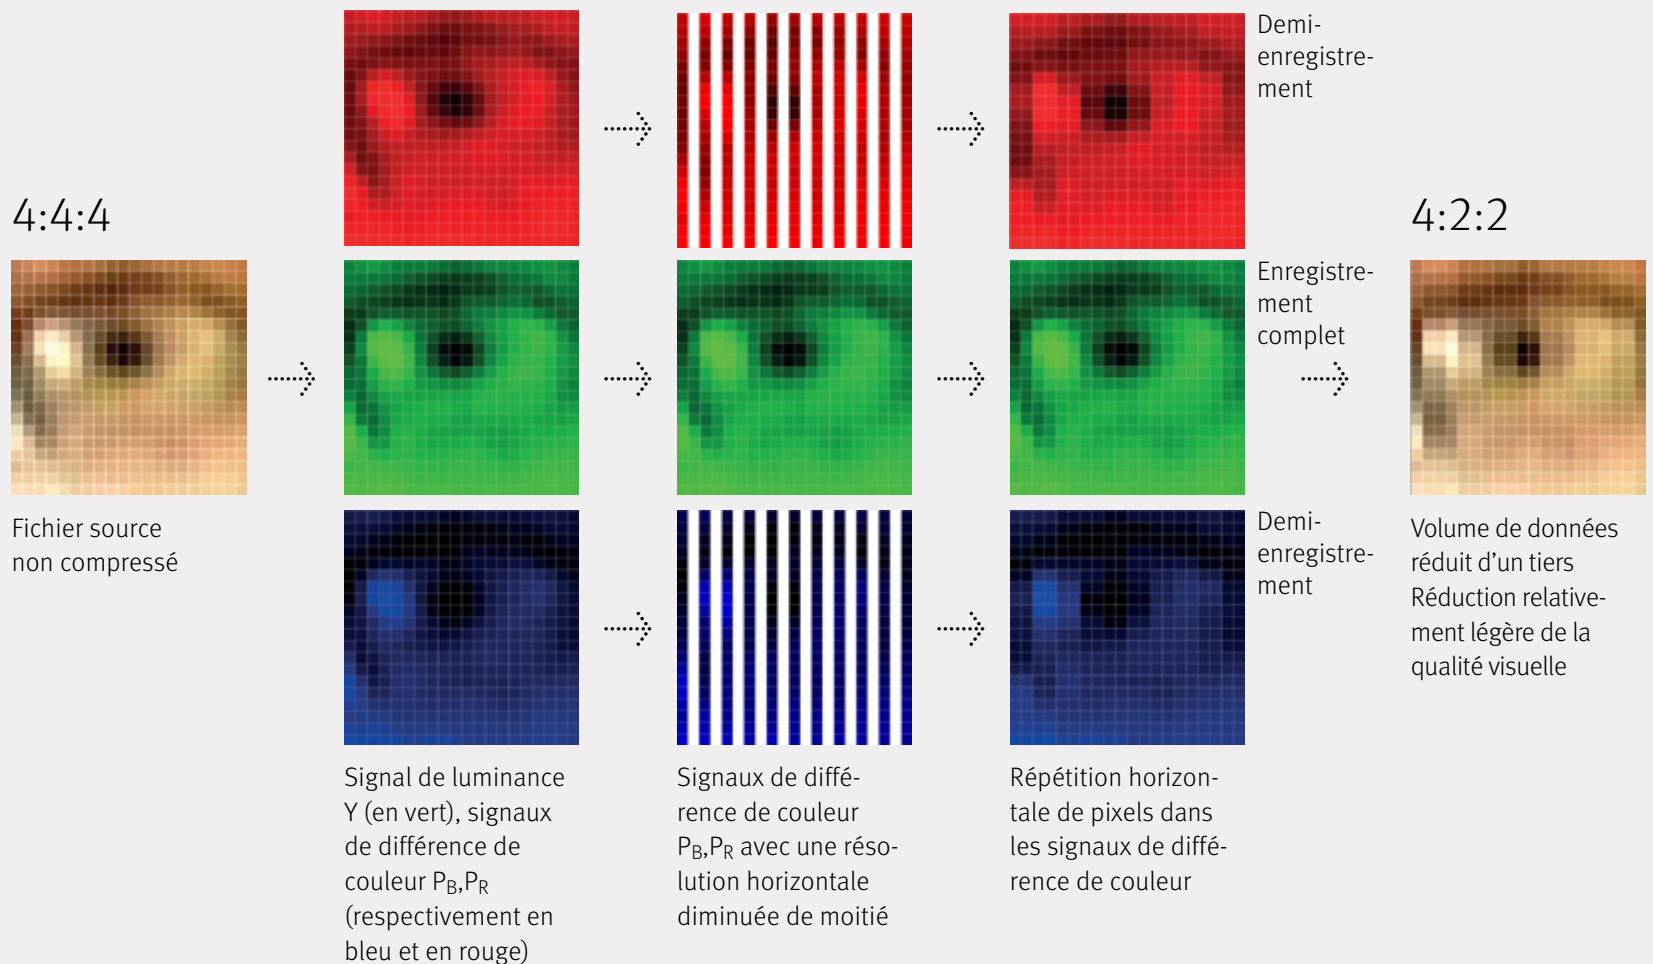 4:4:4
Fichier source
non compressé
Signal de luminance
Y (en vert), signaux
de différence de
couleur PB,PR
(respectivement en
bleu et en rouge)
Signaux de diffé-
rence de couleur
PB,PR avec une réso-
lution horizontale
diminuée de moitié
Répétition horizon-
tale de pixels dans
les signaux de diffé-
rence de couleur
Demi-
enregistre-
ment
Enregistre-
ment
complet
Demi-
enregistre-
ment
4:2:2
Volume de données
réduit d’un tiers
Réduction relative-
ment légère de la
qualité visuelle